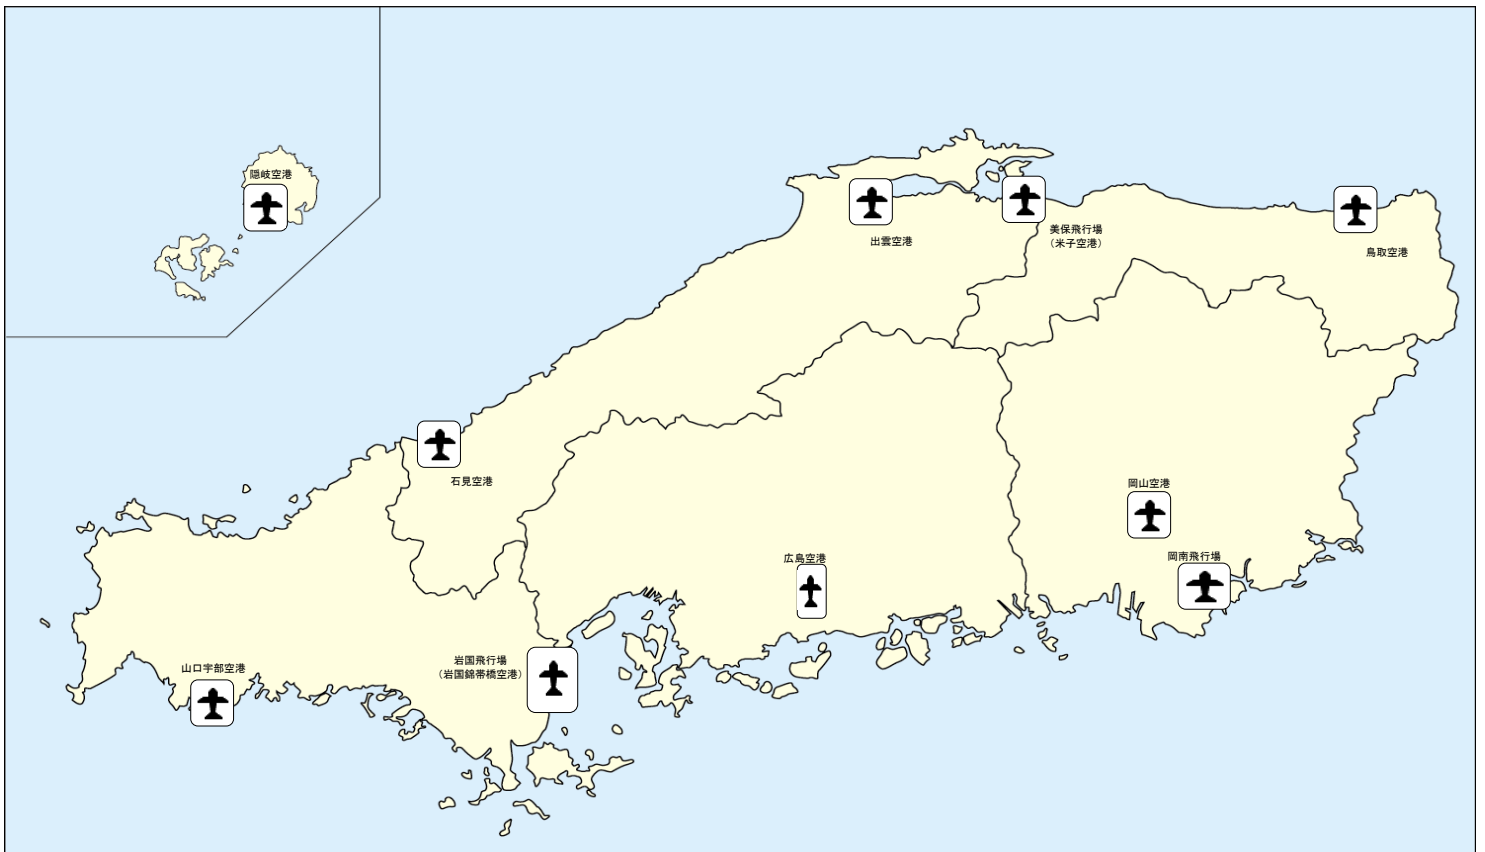 隠岐空港
出雲空港
美保飛行場
（米子空港）
鳥取空港
石見空港
岡山空港
岡南飛行場
広島空港
岩国飛行場
（岩国錦帯橋空港）
山口宇部空港